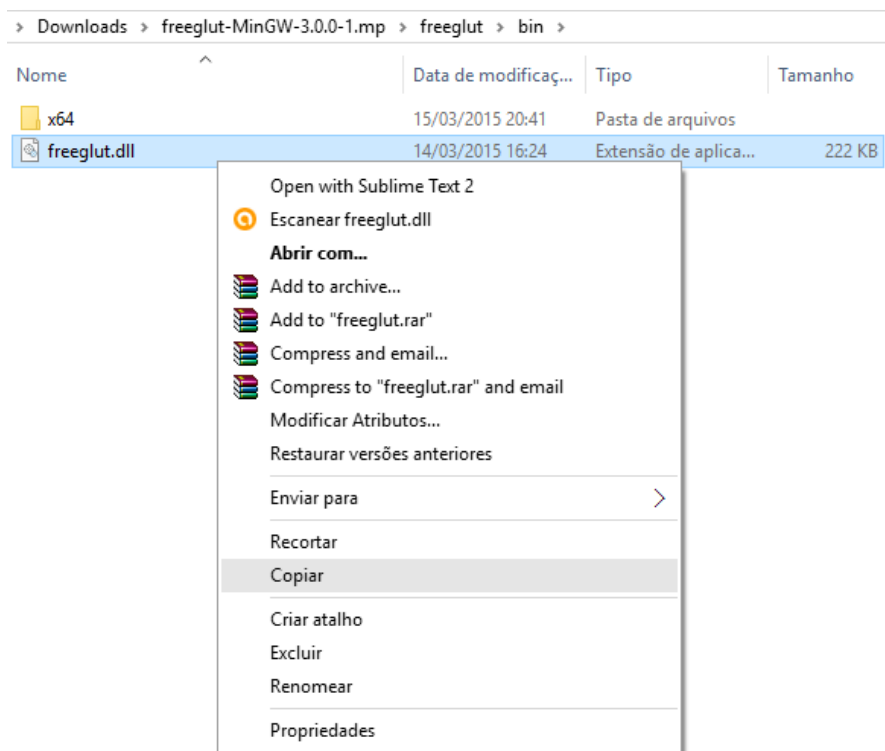 > Downloads > freeglut-MinGW-3.0.0-1.mp > freeglut > bin >
Nome Data de modificaç... Tipo Tamanho
x64 15/03/2015 20:41 Pasta de arquivos
freeglut.dll 14/03/2015 16:24 Extensão de aplica... 222 KB
Open with Sublime Text 2
Escanear freeglut.dll
Abrir com...
Add to archive...
Add to "freeglut.rar"
Compress and email...
Compress to "freeglut.rar" and email
Modificar Atributos...
Restaurar versões anteriores
Enviar para
Recortar
Copiar
Criar atalho
Excluir
Renomear
Propriedades